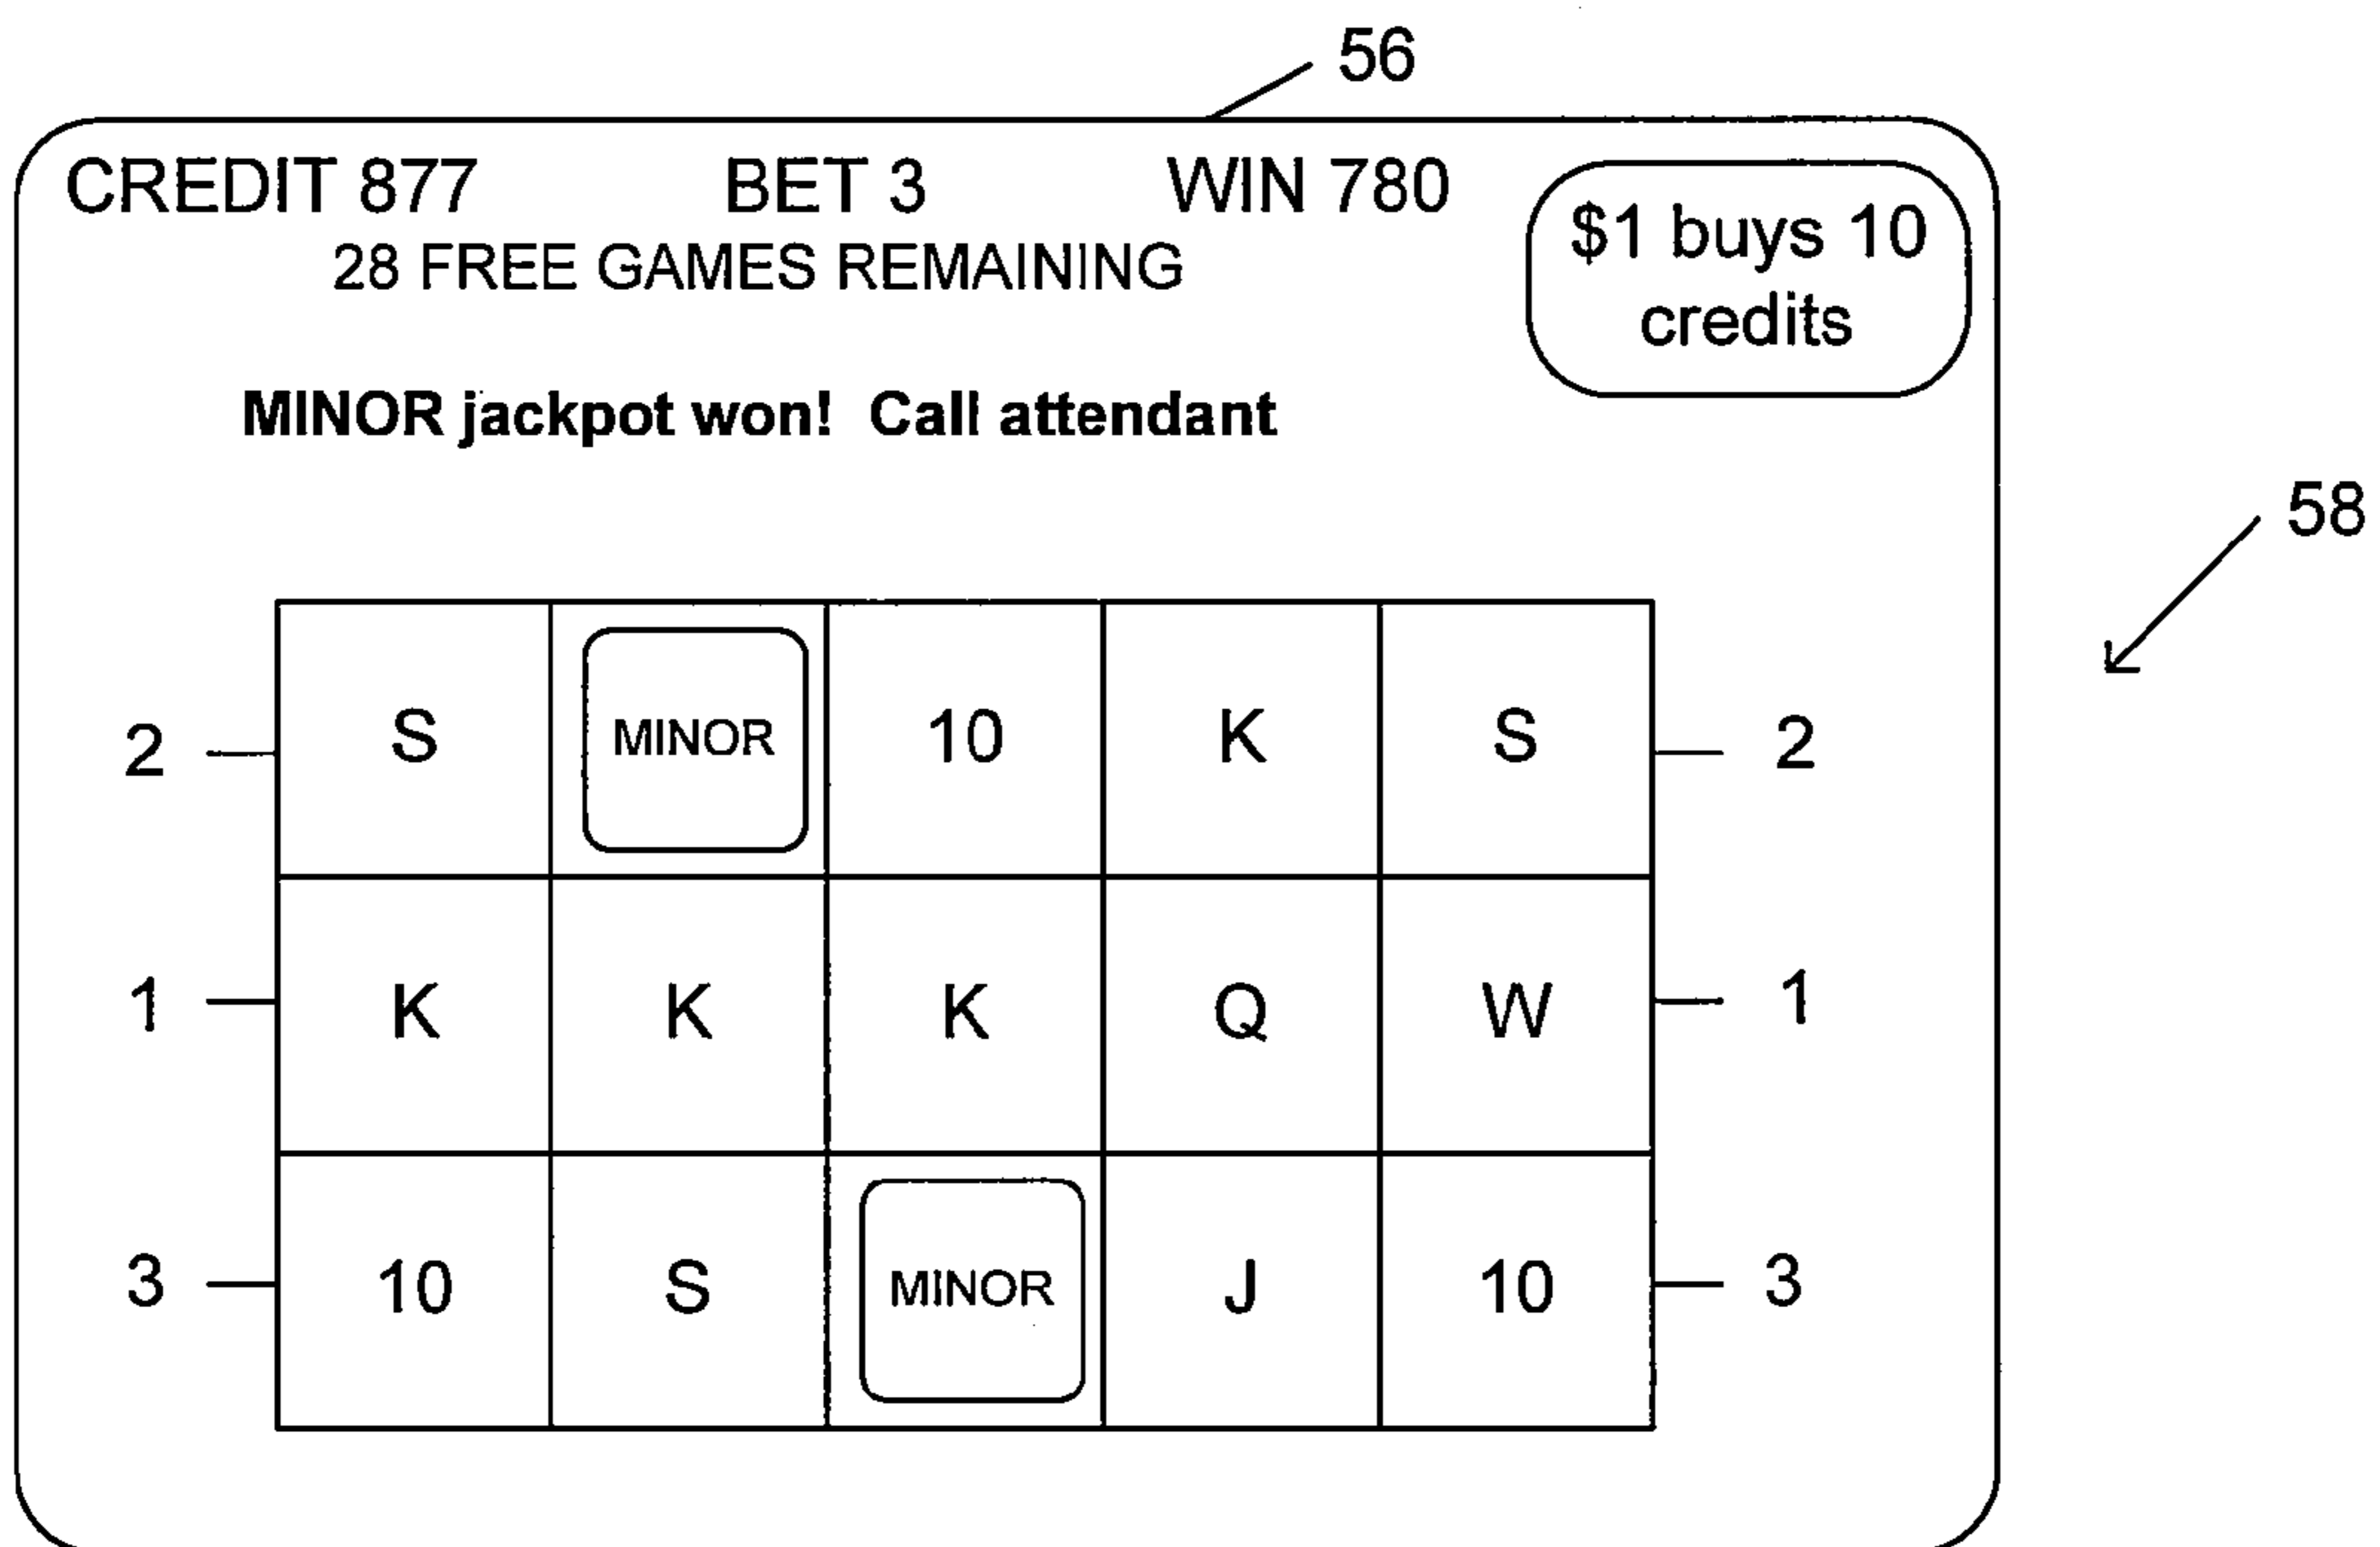 56
CREDIT 877 BET 3 WIN 780
$1 buys 10
credits
28 FREE GAMES REMAINING
MINOR jackpot won! Call attendant
58
2 S MINOR 10 K S 2
1 K K K Q W 1
3 10 S MINOR J 10 3